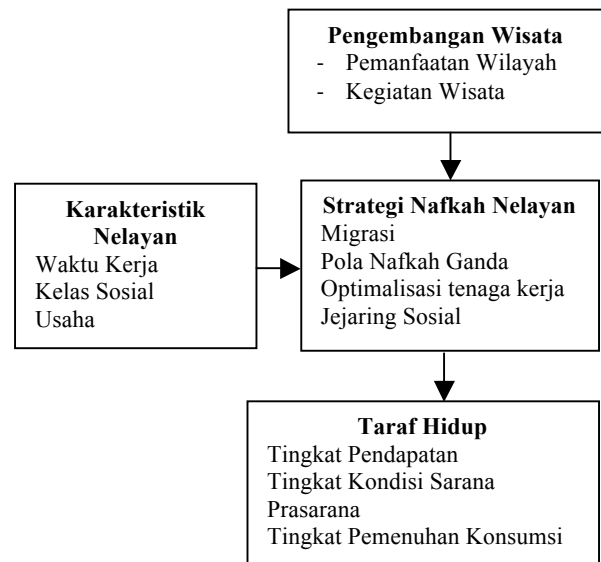 Pengembangan Wisata
- Pemanfaatan Wilayah
- Kegiatan Wisata
Karakteristik
Nelayan
Waktu Kerja
Kelas Sosial
Usaha
Strategi Nafkah Nelayan
Migrasi
Pola Nafkah Ganda
Optimalisasi tenaga kerja
Jejaring Sosial
Taraf Hidup
Tingkat Pendapatan
Tingkat Kondisi Sarana
Prasarana
Tingkat Pemenuhan Konsumsi